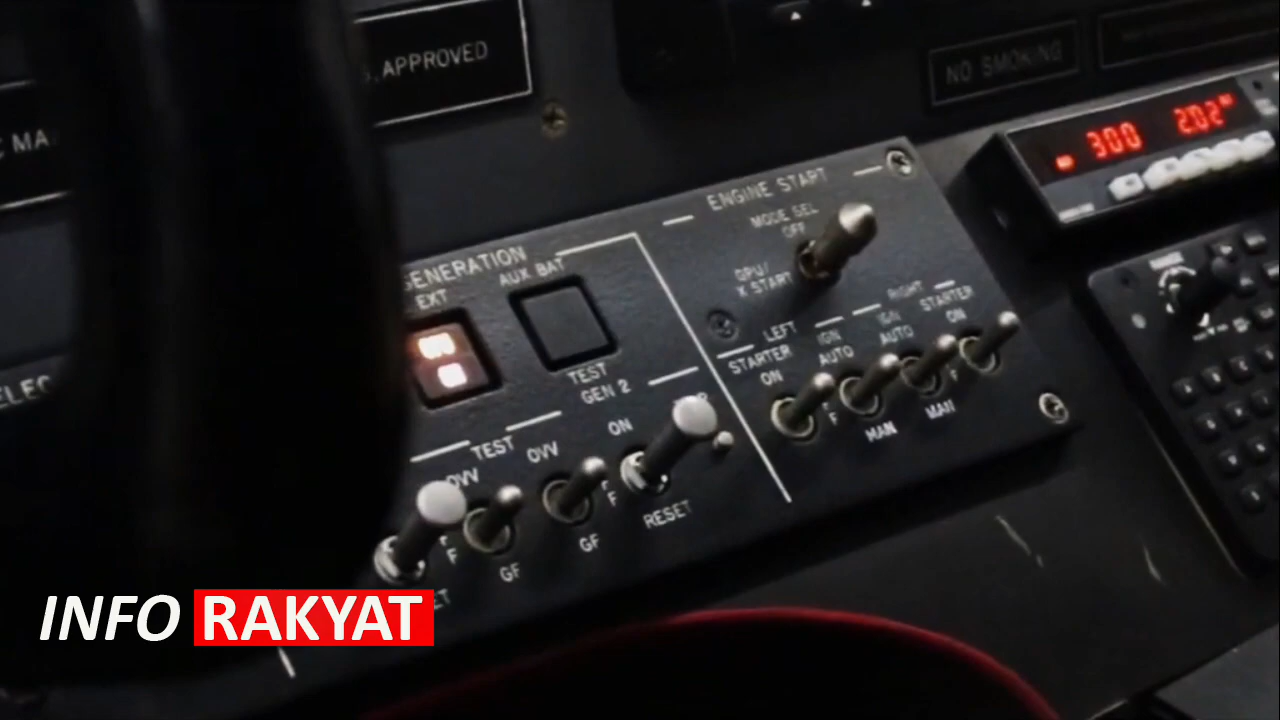 S, APPROVED
NO SMOKING
C MA
300 2.02
ENGINE START
MODE SEL
OFF
GPU/
X START
GENERATION
EXT
AUX BAT
LEFT
RIGHT
STARTER
IGN
IGN
STARTER
ON
AUTO
AUTO
ON
MAN
MAN
TEST
GEN 2
ELEC
TEST
OVV
OVV
ON
RESET
GF
GF
INFO RAKYAT